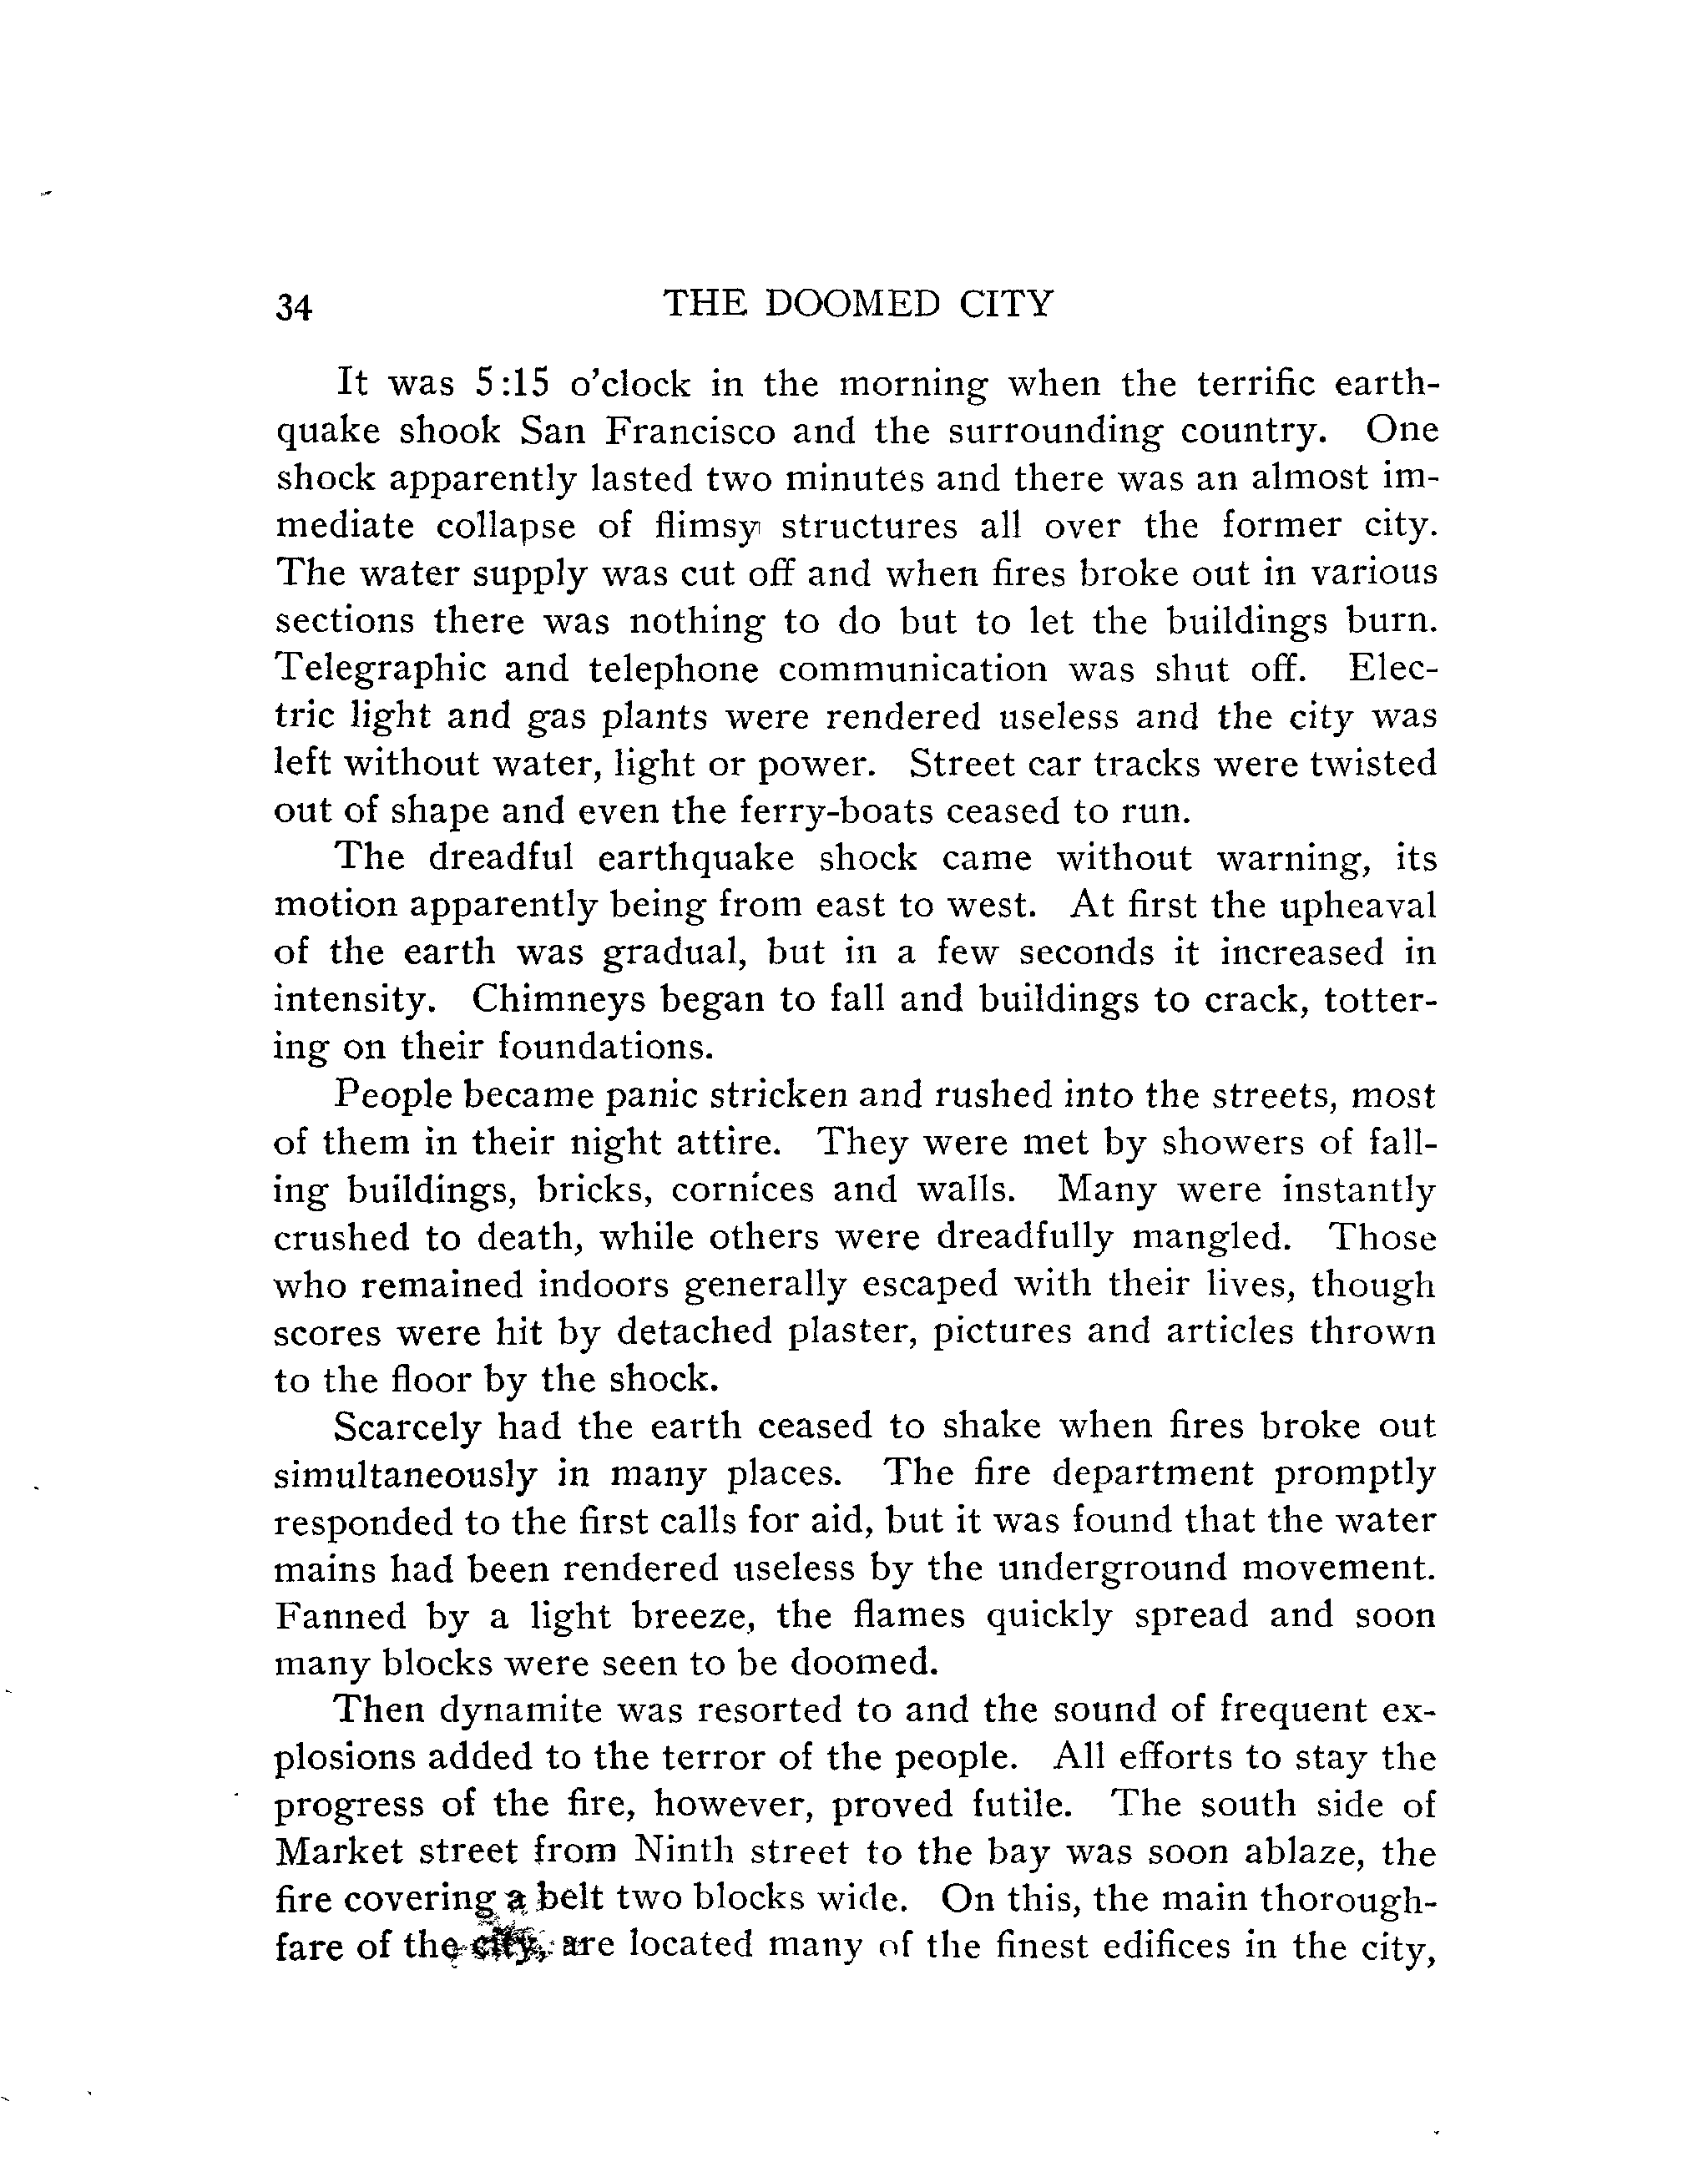 34 THE DOOMED CITY
It was 5:15 o'clock in the morning when the terrific earth-
quake shook San Francisco and the surrounding country. One
shock apparently lasted two minutes and there was an almost im-
mediate collapse of flimsy structures all over the former city.
The water supply was cut off and when fires broke out in various
sections there was nothing to do but to let the buildings burn.
Telegraphic and telephone communication was shut off. Elec-
tric light and gas plants were rendered useless and the city was
left without water, light or power. Street car tracks were twisted
out of shape and even the ferry-boats ceased to run.
The dreadful earthquake shock came without warning, its
motion apparently being from east to west. At first the upheaval
of the earth was gradual, but in a few seconds it increased in
intensity. Chimneys began to fall and buildings to crack, totter-
ing on their foundations.
People became panic stricken and rushed into the streets, most
of them in their night attire. They were met by showers of fall-
ing buildings, bricks, cornices and walls. Many were instantly
crushed to death, while others were dreadfully mangled. Those
who remained indoors generally escaped with their lives, though
scores were hit by detached plaster, pictures and articles thrown
to the floor by the shock.
Scarcely had the earth ceased to shake when fires broke out
simultaneously in many places. The fire department promptly
responded to the first calls for aid, but it was found that the water
mains had been rendered useless by the underground movement.
Fanned by a light breeze, the flames quickly spread and soon
many blocks were seen to be doomed.
Then dynamite was resorted to and the sound of frequent ex-
plosions added to the terror of the people. All efforts to stay the
progress of the fire, however, proved futile. The south side of
Market street from Ninth street to the bay was soon ablaze, the
fire covering a belt two blocks wide. On this, the main thorough-
fare of the city, are located many of the finest edifices in the city,